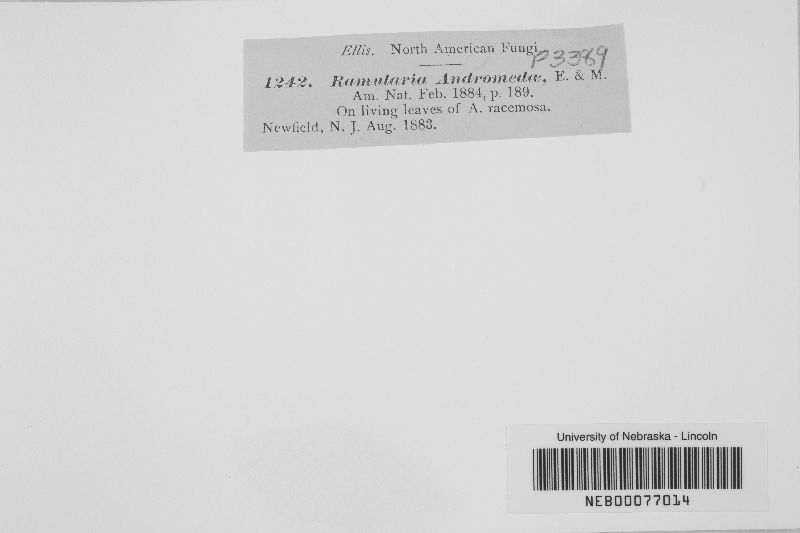 Ellis. North American Fungi
P3389
1242. Ramularia Andromedæ, E. & M.
Am. Nat. Feb. 1884, p. 189.
On living leaves of A. racemosa.
Newfield, N. J. Aug. 1883.
University of Nebraska - Lincoln
NEB00077014